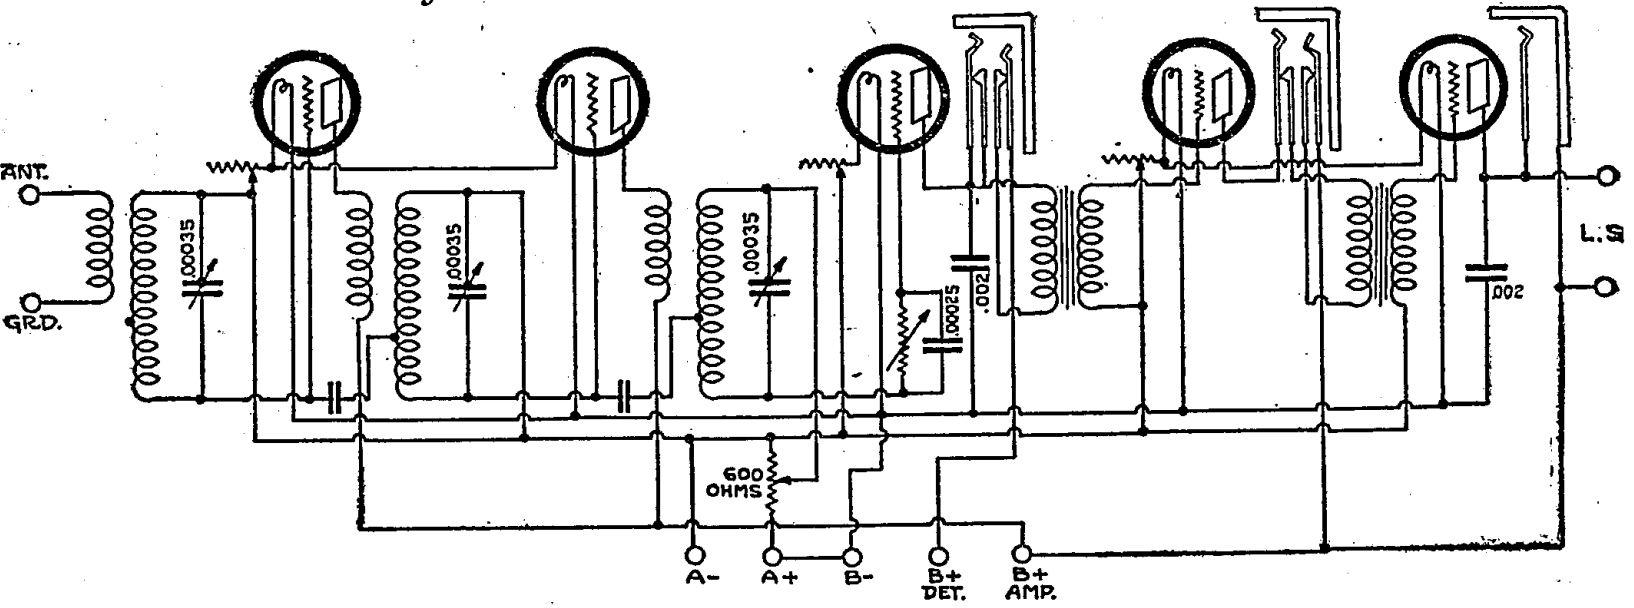 ANT.
GRD.
.00035
.00035
.00035
.00025
.002
.002
L.S
600
OHMS
A-
A+
B-
B+
DET.
B+
AMP.